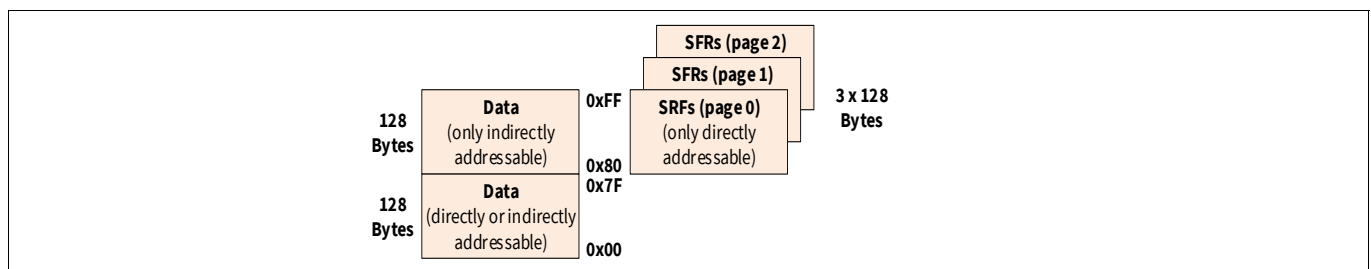 SFRs (page 2)
SFRs (page 1)
128
Bytes
Data
(only indirectly
addressable)
0xFF
0x80
SRFs (page 0)
(only directly
addressable)
3 x 128
Bytes
128
Bytes
Data
(directly or indirectly
addressable)
0x7F
0x00